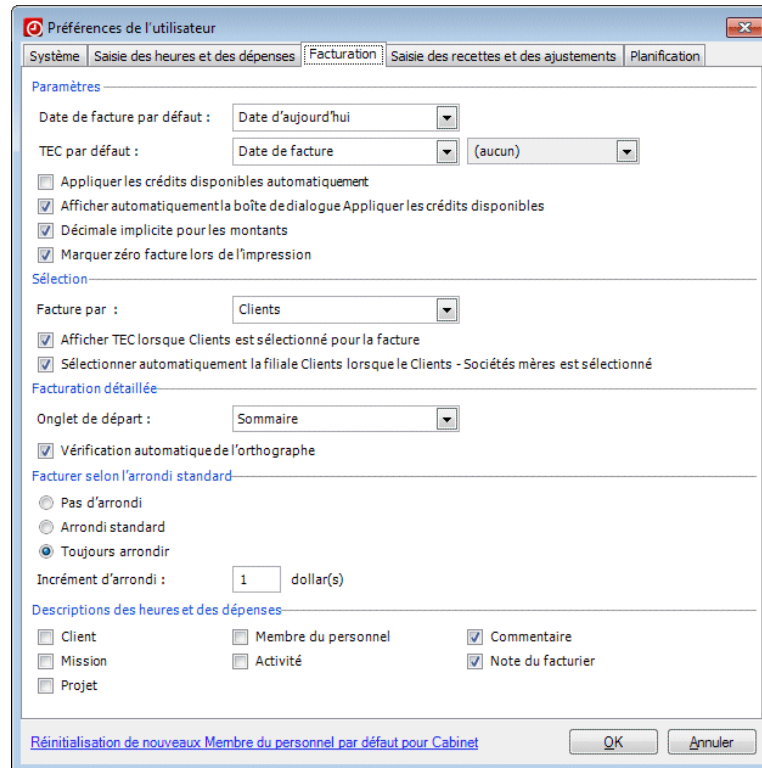 Préférences de l'utilisateur
Système Saisie des heures et des dépenses Facturation Saisie des recettes et des ajustements Planification
Paramètres
Date de facture par défaut : Date d'aujourd'hui
TEC par défaut : Date de facture (aucun)
Appliquer les crédits disponibles automatiquement
Afficher automatiquement la boîte de dialogue Appliquer les crédits disponibles
Décimale implicite pour les montants
Marquer zéro facture lors de l'impression
Sélection
Facture par : Clients
Afficher TEC lorsque Clients est sélectionné pour la facture
Sélectionner automatiquement la filiale Clients lorsque le Clients - Sociétés mères est sélectionné
Facturation détaillée
Onglet de départ : Sommaire
Vérification automatique de l'orthographe
Facturer selon l'arrondi standard
Pas d'arrondi
Arrondi standard
Toujours arrondir
Incrément d'arrondi : 1 dollar(s)
Descriptions des heures et des dépenses
Client Membre du personnel Commentaire
Mission Activité Note du facturier
Projet
Réinitialisation de nouveaux Membre du personnel par défaut pour Cabinet OK Annuler